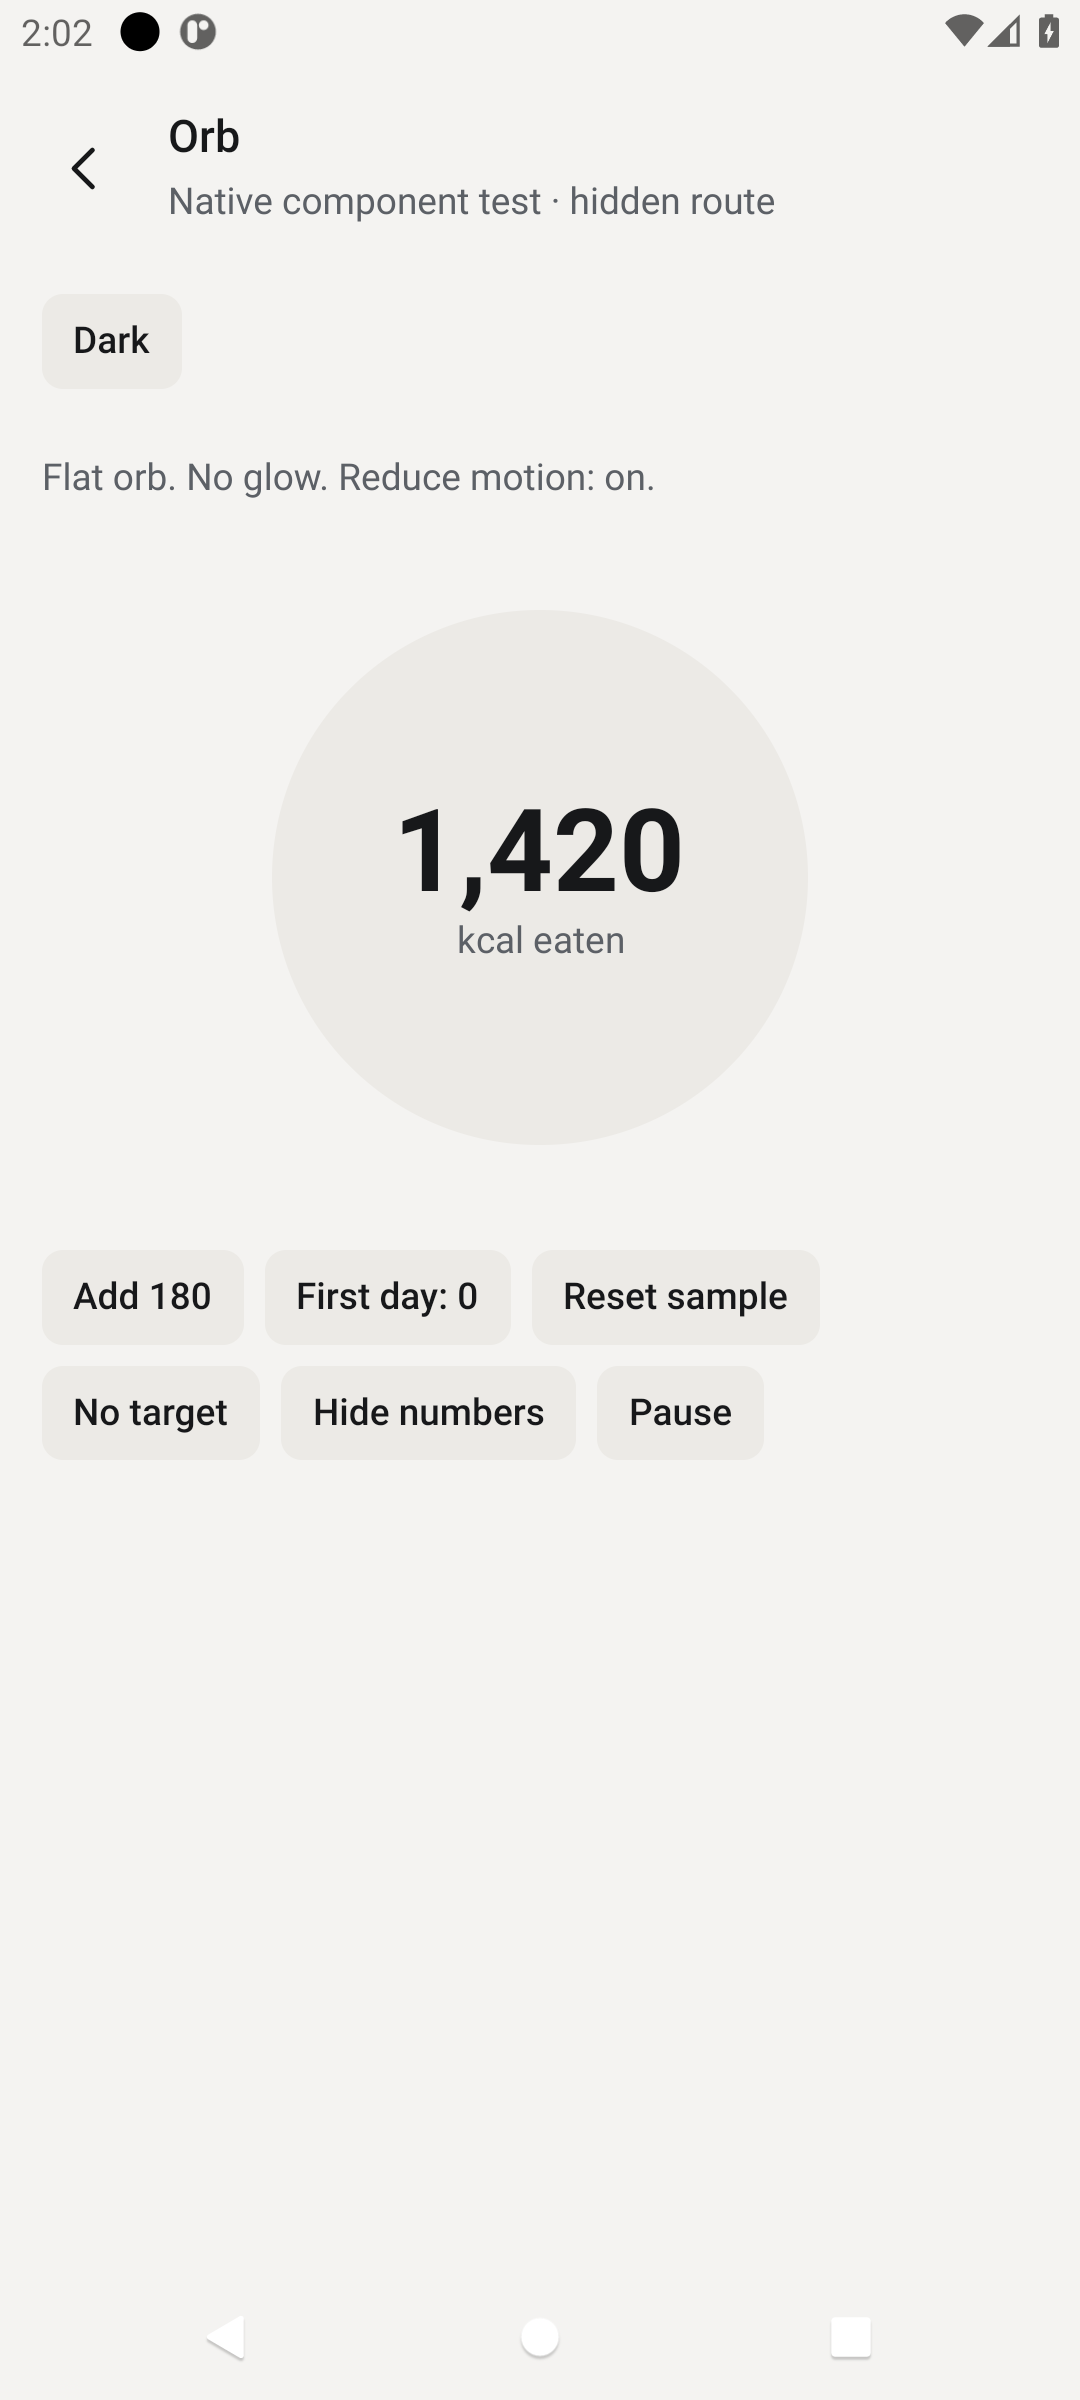 2:02
Orb
Native component test · hidden route
Dark
Flat orb. No glow. Reduce motion: on.
1,420
kcal eaten
Add 180
First day: 0
Reset sample
No target
Hide numbers
Pause